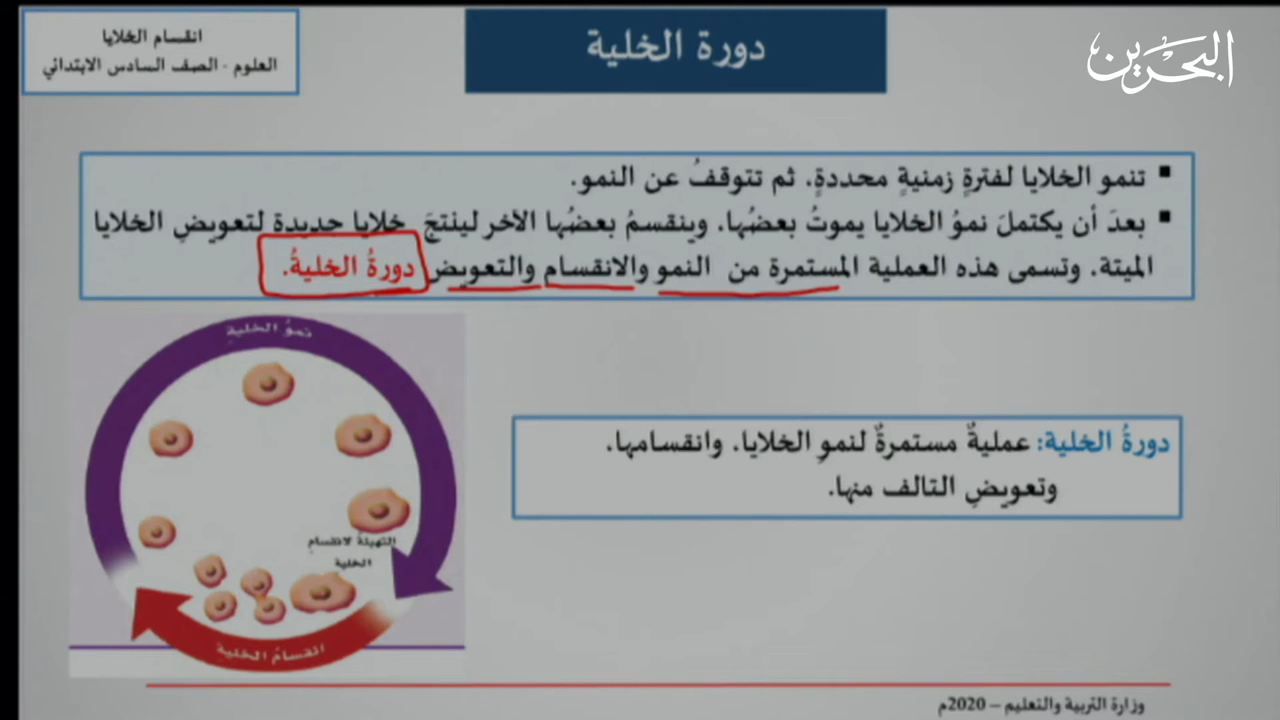 انقسام الخلايا
العلوم - الصف السادس الابتدائي
دورة الخلية
البحرين
تنمو الخلايا لفترةٍ زمنيةٍ محددةٍ، ثم تتوقفُ عن النمو.
بعدَ أن يكتملَ نموُ الخلايا يموتُ بعضُها، وينقسمُ بعضُها الآخر لينتجَ خلايا جديدة لتعويضِ الخلايا
الميتة، وتسمى هذه العملية المستمرة من النمو والانقسام والتعويض دورةُ الخليةُ.
نموُ الخليةِ
التهيئة لانقسامِ
الخلية
انقسامُ الخلية
دورةُ الخلية: عمليةٌ مستمرةٌ لنموِ الخلايا، وانقسامها،
وتعويضِ التالف منها.
وزارة التربية والتعليم – 2020م